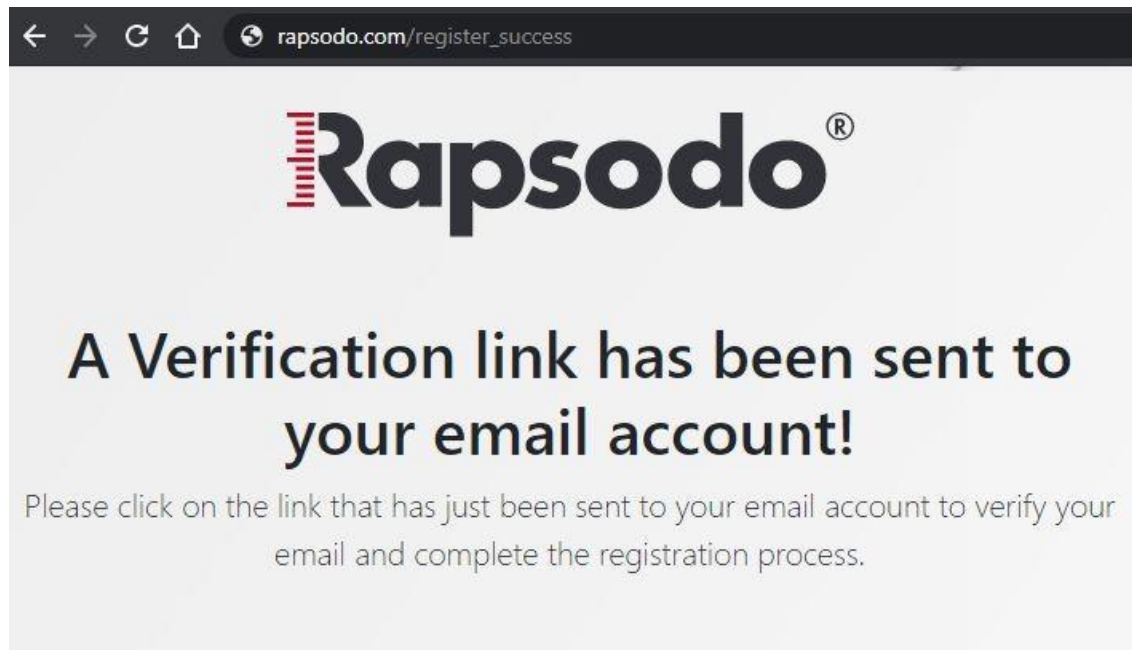 rapsodo.com/register_success
Rapsodo®
A Verification link has been sent to
your email account!
Please click on the link that has just been sent to your email account to verify your
email and complete the registration process.